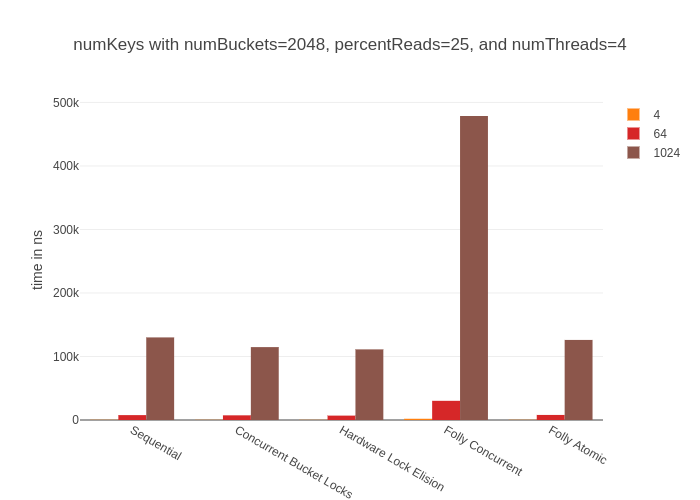 numKeys with numBuckets=2048, percentReads=25, and numThreads=4
500k
400k
300k
200k
100k
0
time in ns
4
64
1024
Sequential
Concurrent Bucket Locks
Hardware Lock Elision
Folly Concurrent
Folly Atomic